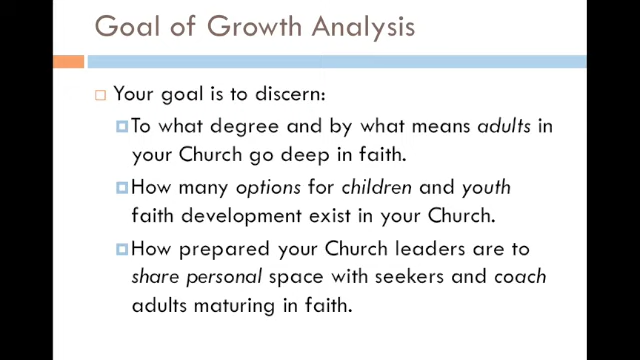 Goal of Growth Analysis
Your goal is to discern:
To what degree and by what means adults in
your Church go deep in faith.
How many options for children and youth
faith development exist in your Church.
How prepared your Church leaders are to
share personal space with seekers and coach
adults maturing in faith.